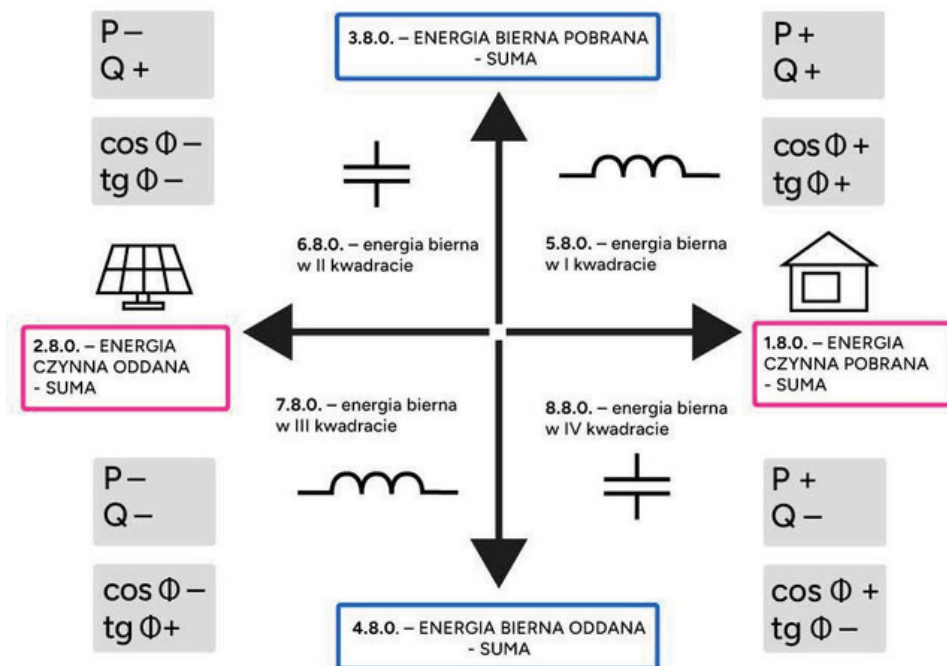 P –
Q +
cos Φ –
tg Φ –
3.8.0. – ENERGIA BIERNA POBRANA
- SUMA
P +
Q +
cos Φ +
tg Φ +
6.8.0. – energia bierna
w II kwadracie
5.8.0. – energia bierna
w I kwadracie
2.8.0. – ENERGIA
CZYNNA ODDANA
- SUMA
1.8.0. – ENERGIA
CZYNNA POBRANA
- SUMA
7.8.0. – energia bierna
w III kwadracie
8.8.0. – energia bierna
w IV kwadracie
P –
Q –
cos Φ –
tg Φ+
4.8.0. – ENERGIA BIERNA ODDANA
- SUMA
P +
Q –
cos Φ +
tg Φ –